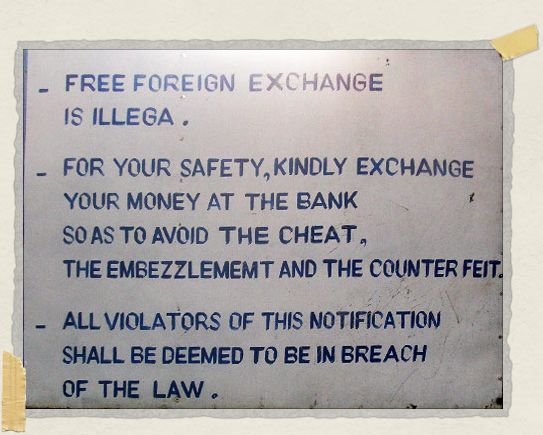 - FREE FOREIGN EXCHANGE
IS ILLEGA.
- FOR YOUR SAFETY, KINDLY EXCHANGE
YOUR MONEY AT THE BANK
SO AS TO AVOID THE CHEAT,
THE EMBEZZLEMEMT AND THE COUNTER FEIT.
- ALL VIOLATORS OF THIS NOTIFICATION
SHALL BE DEEMED TO BE IN BREACH
OF THE LAW.